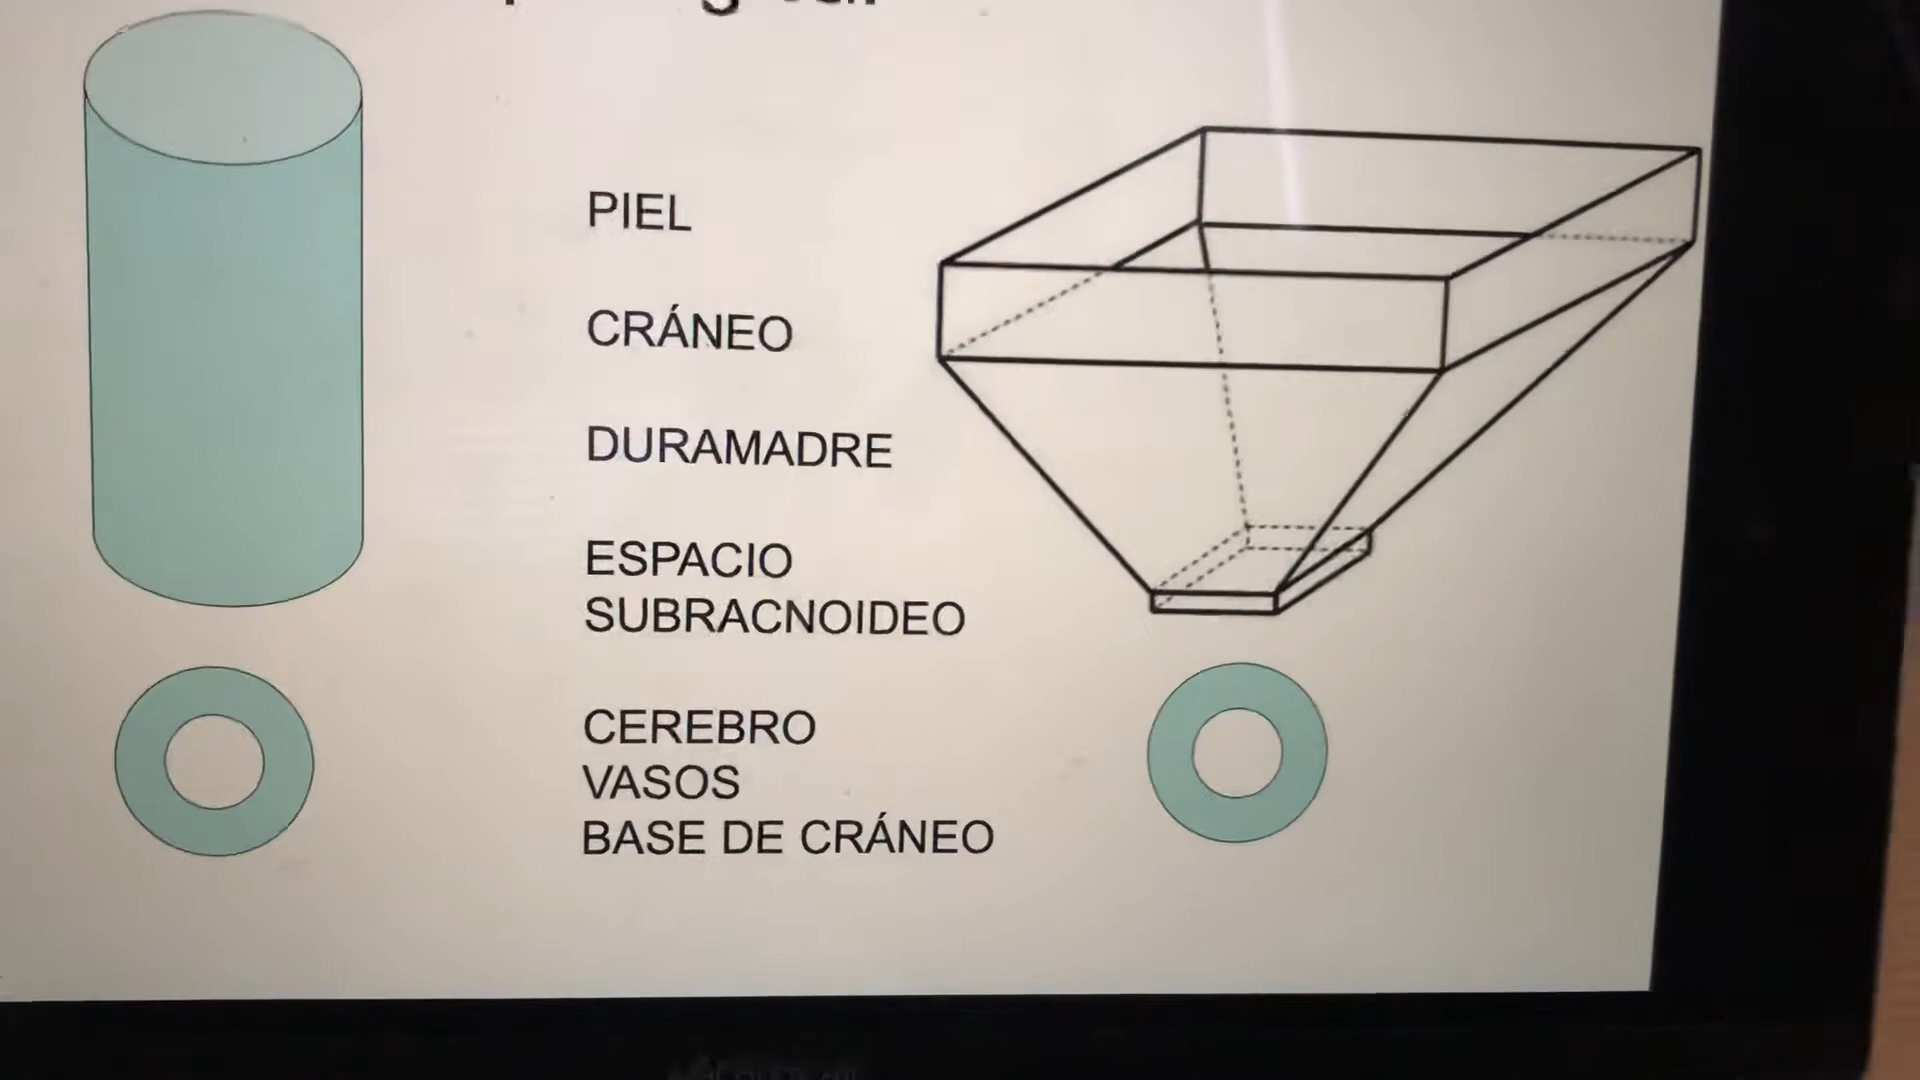 PIEL
CRÁNEO
DURAMADRE
ESPACIO
SUBRACNOIDEO
CEREBRO
VASOS
BASE DE CRÁNEO